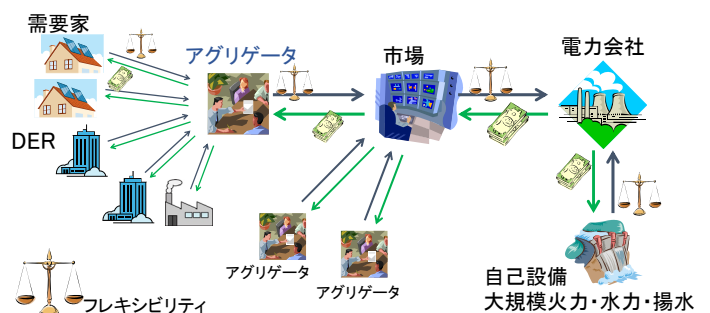 需要家
アグリゲータ
市場
電力会社
DER
アグリゲータ
アグリゲータ
自己設備
大規模火力・水力・揚水
フレキシビリティ